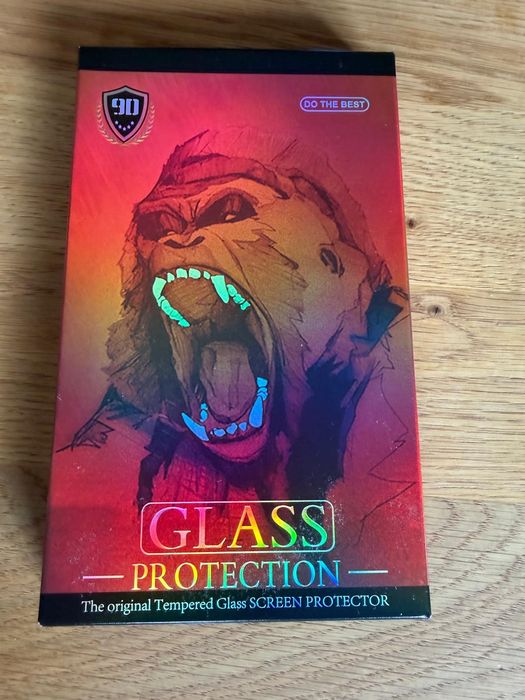 9D
DO THE BEST
GLASS
PROTECTION
The original Tempered Glass SCREEN PROTECTOR